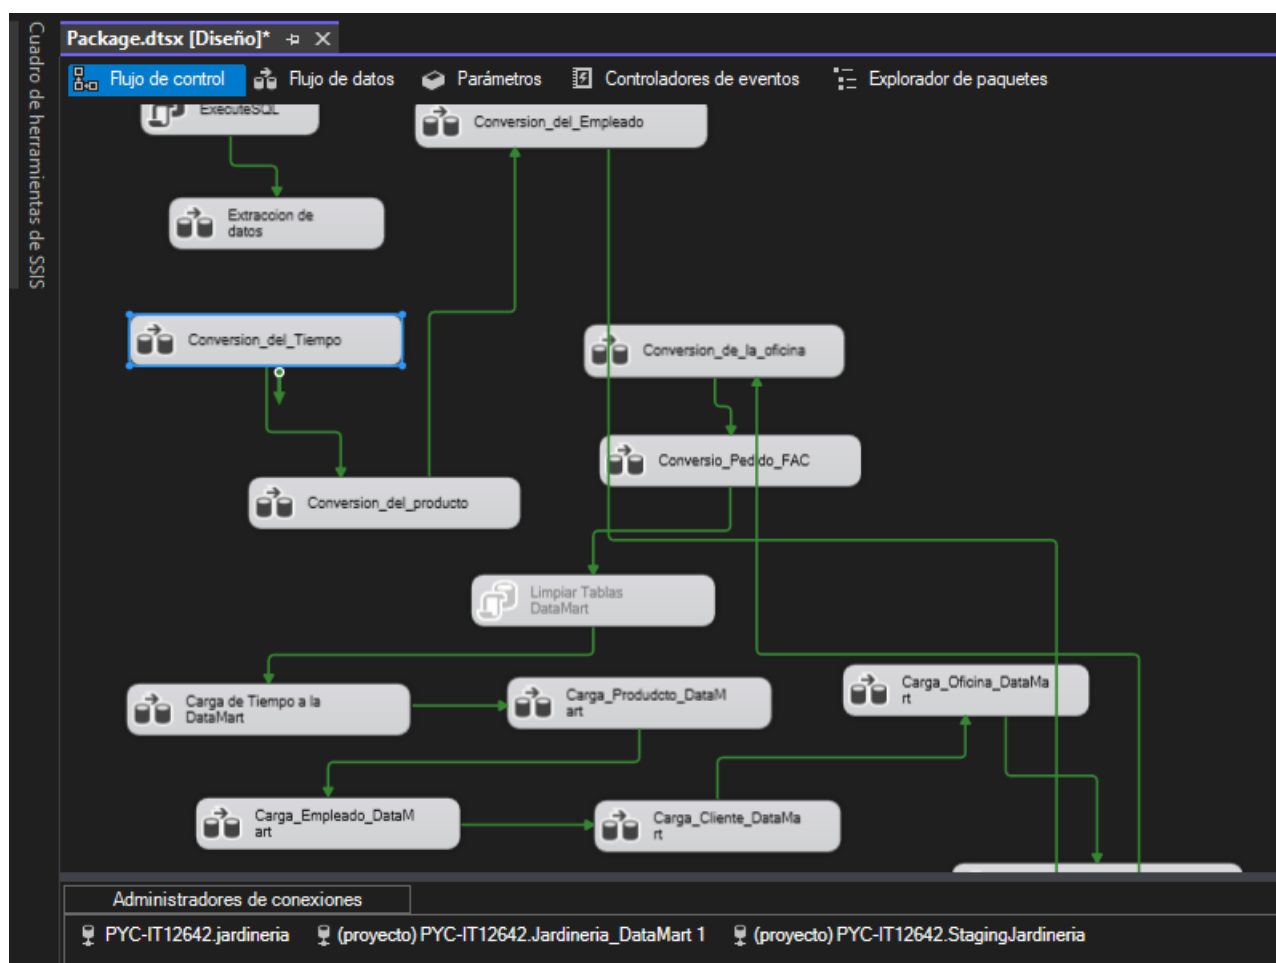 Cuadro de herramientas de SSIS
Package.dtsx [Diseño]*
Flujo de control
Flujo de datos
Parámetros
Controladores de eventos
Explorador de paquetes
ExecuteSQL
Conversion_del_Empleado
Extraccion de
datos
Conversion_del_Tiempo
Conversion_de_la_oficina
Conversio_Pedido_FAC
Conversion_del_producto
Limpiar Tablas
DataMart
Carga de Tiempo a la
DataMart
Carga_Produdcto_DataM
art
Carga_Oficina_DataMa
rt
Carga_Empleado_DataM
art
Carga_Cliente_DataMa
rt
Administradores de conexiones
PYC-IT12642.jardineria
(proyecto) PYC-IT12642.Jardineria_DataMart 1
(proyecto) PYC-IT12642.StagingJardineria